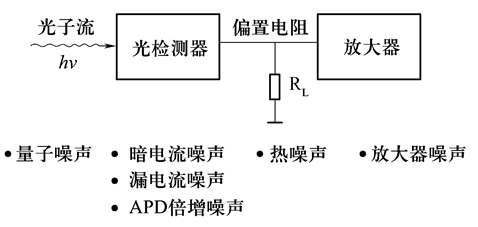 光子流
hν
光检测器
偏置电阻
放大器
R_L
• 量子噪声 • 暗电流噪声 • 热噪声 • 放大器噪声
• 漏电流噪声
• APD倍增噪声